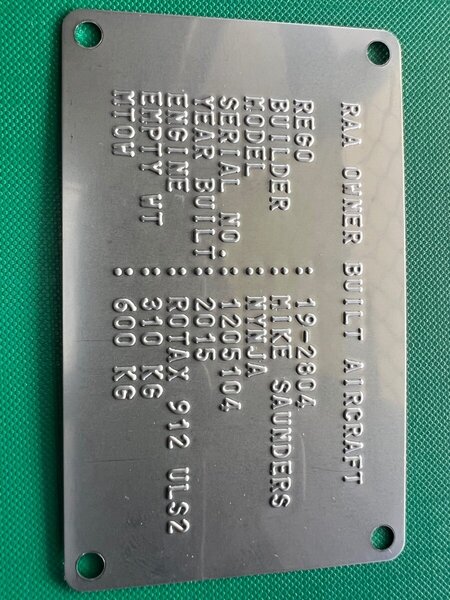 RAA OWNER BUILT AIRCRAFT
REGO : 19-2804
BUILDER : MIKE SAUNDERS
MODEL : NYNJA
SERIAL NO. : 1205104
YEAR BUILT : 2015
ENGINE : ROTAX 912 ULS2
EMPTY WT : 310 KG
MTOW : 600 KG